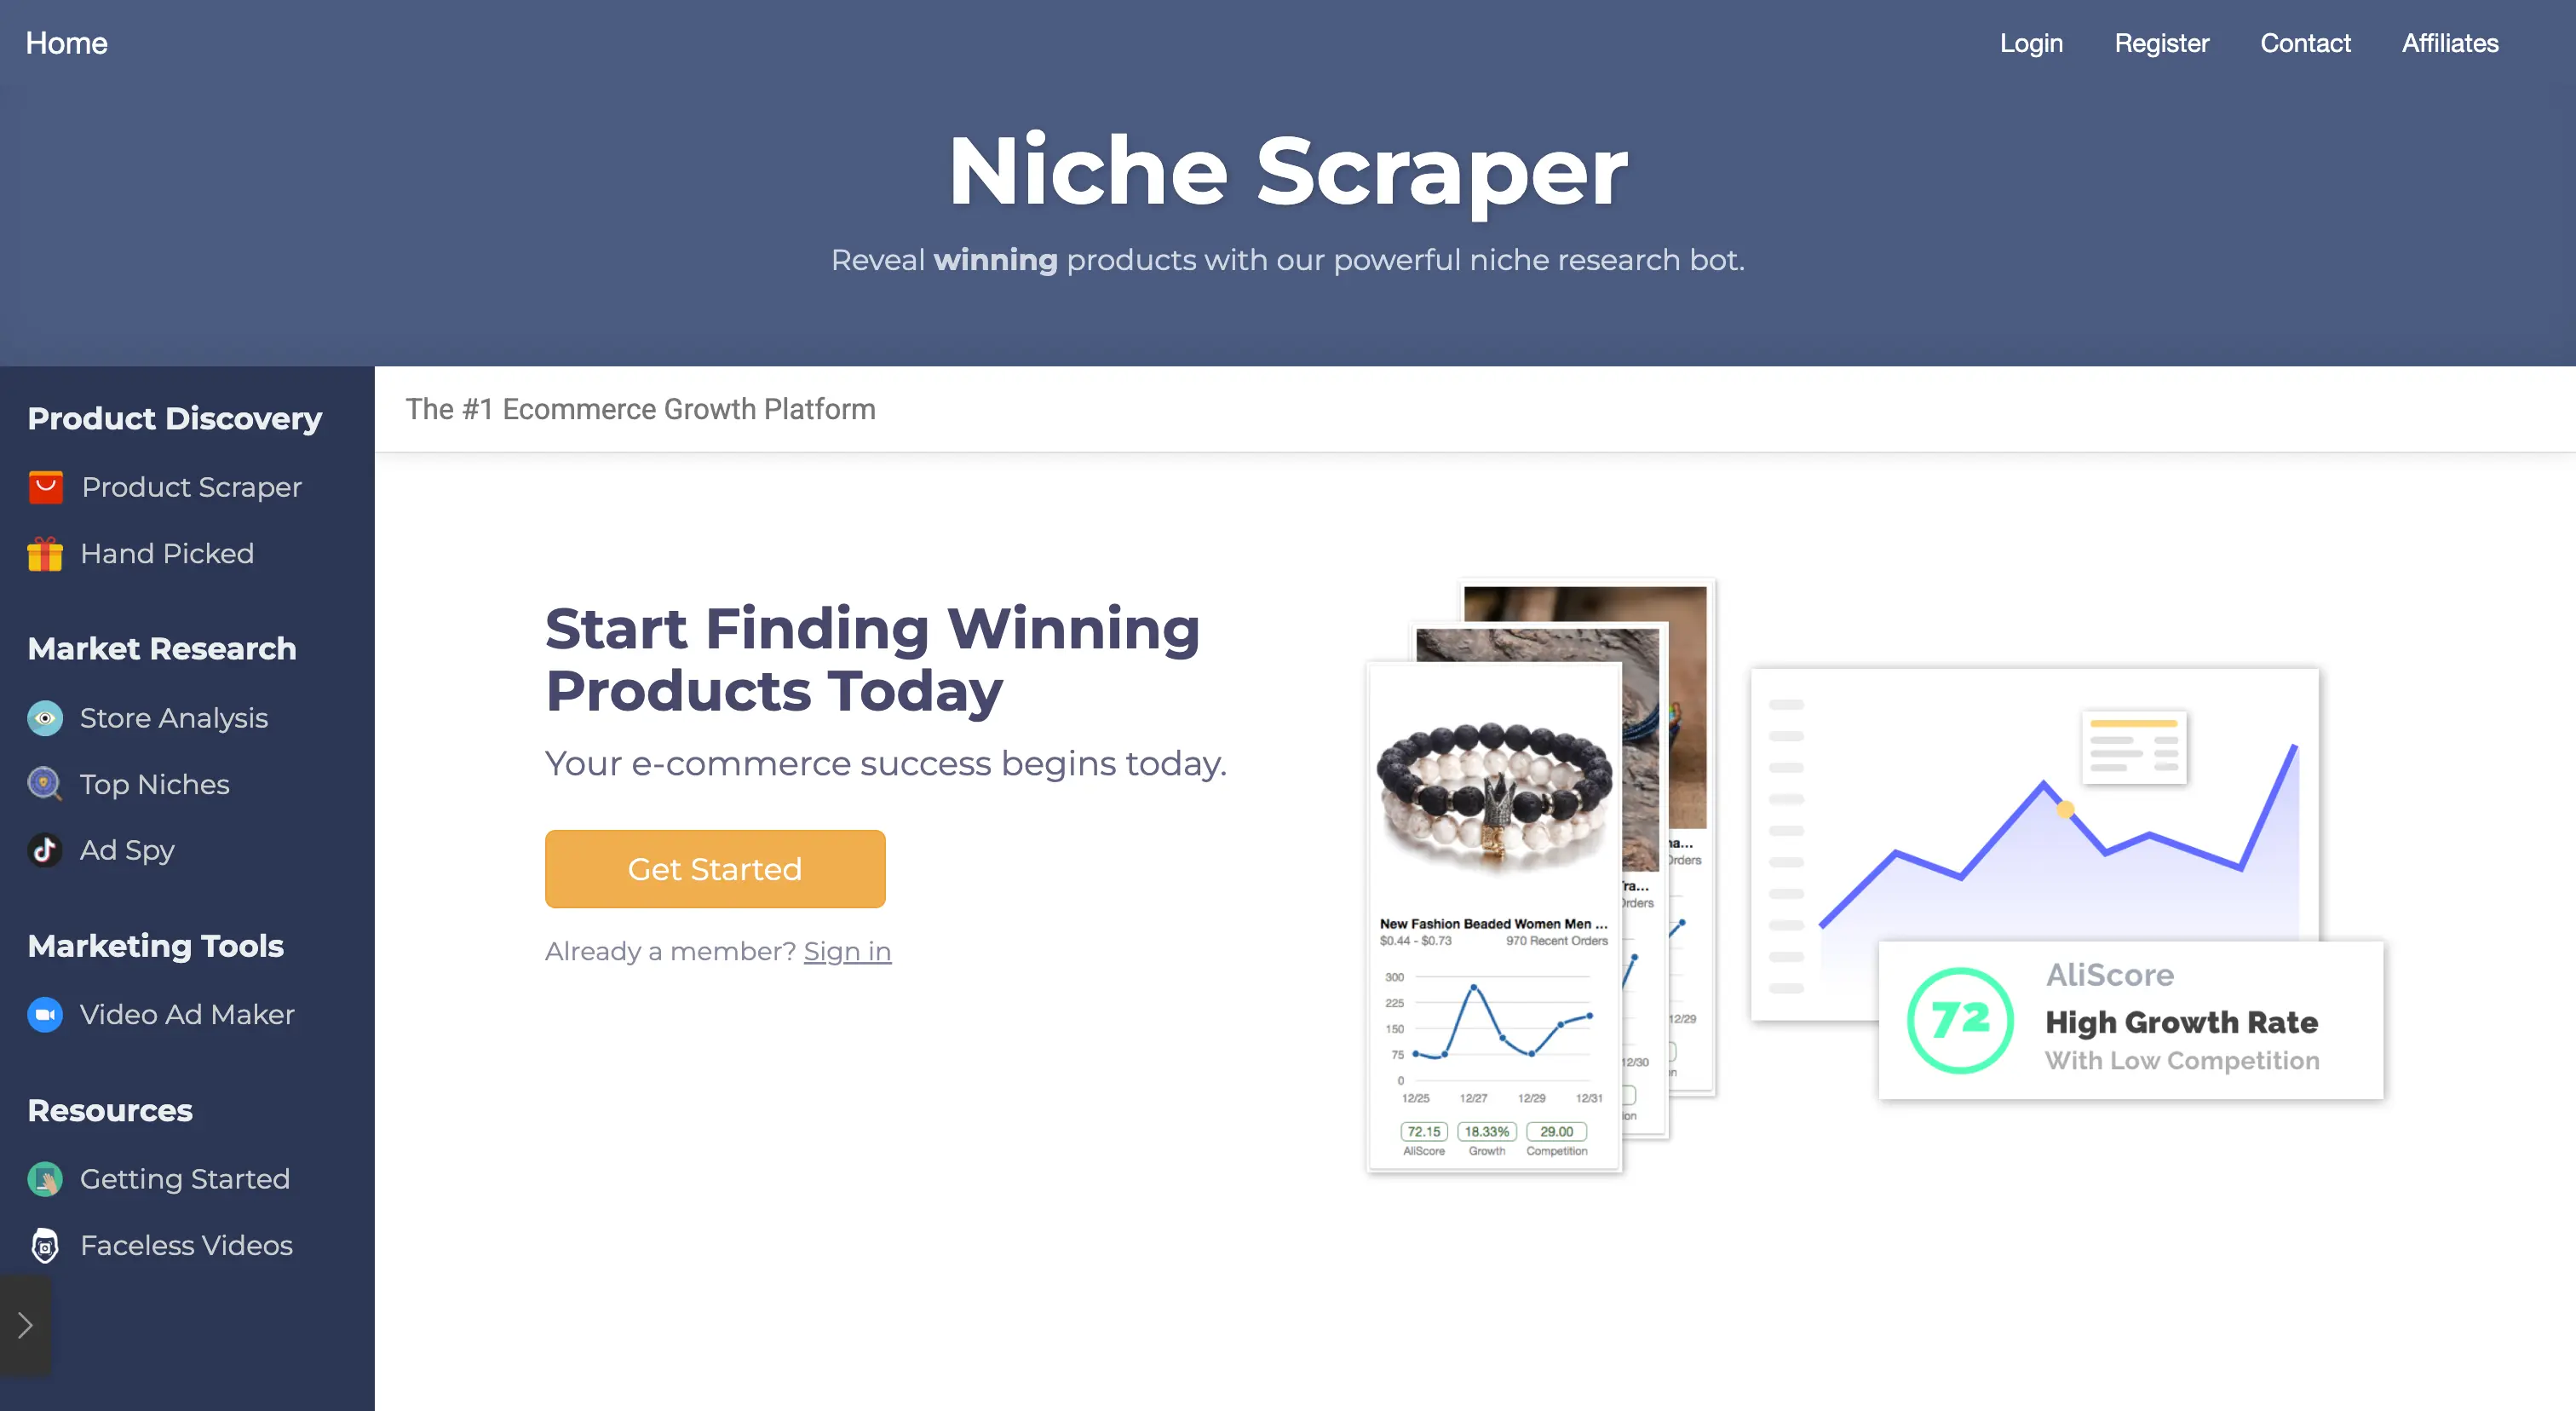 Home
Login Register Contact Affiliates
Niche Scraper
Reveal winning products with our powerful niche research bot.
Product Discovery
Product Scraper
Hand Picked
Market Research
Store Analysis
Top Niches
Ad Spy
Marketing Tools
Video Ad Maker
Resources
Getting Started
Faceless Videos
The #1 Ecommerce Growth Platform
Start Finding Winning
Products Today
Your e-commerce success begins today.
Get Started
Already a member? Sign in
New Fashion Beaded Women Men ...
$0.44 - $0.73 970 Recent Orders
300
225
150
75
0
12/25 12/27 12/29 12/31
72.15 18.33% 29.00
AliScore Growth Competition
12/30
12/29
72
AliScore
High Growth Rate
With Low Competition